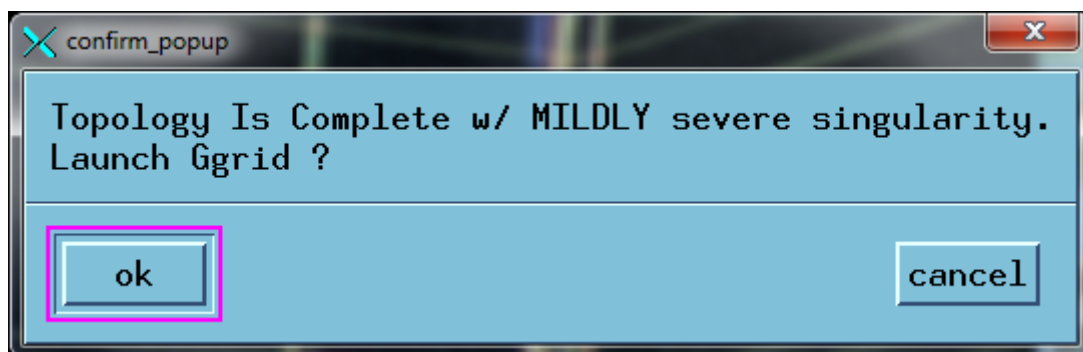 confirm_popup
x
Topology Is Complete w/ MILDLY severe singularity.
Launch Ggrid ?
ok
cancel